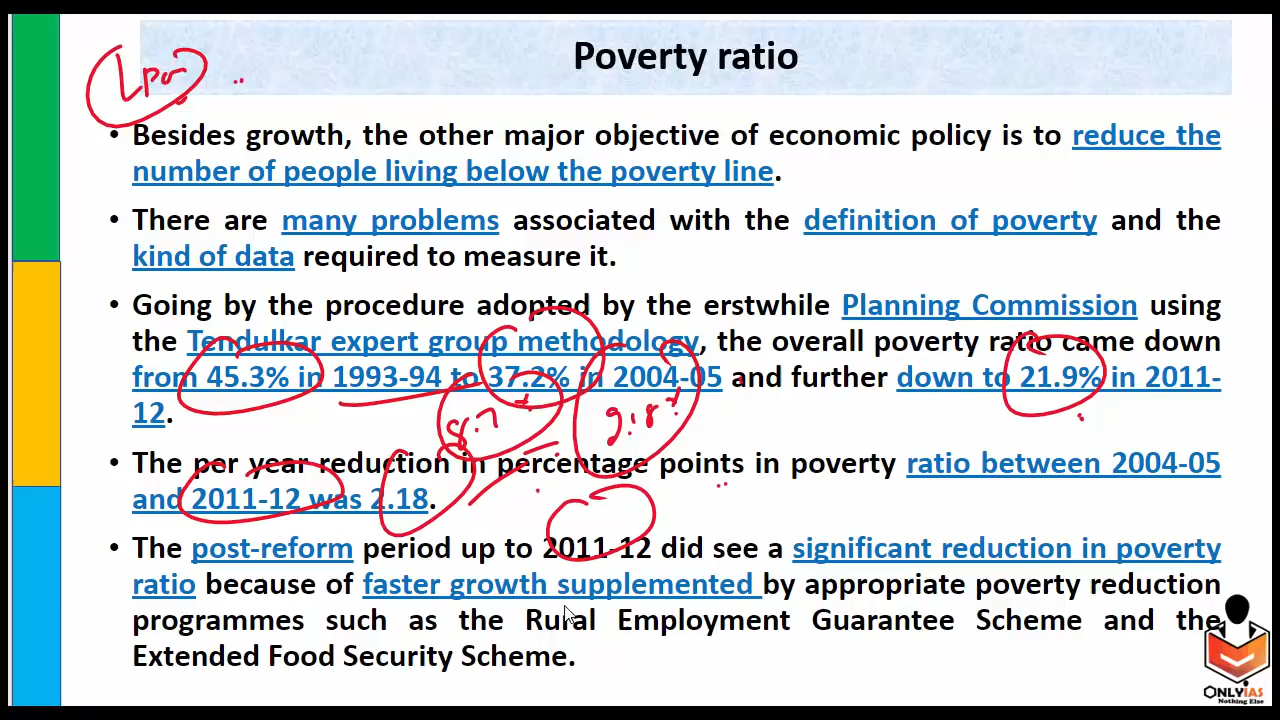 Poverty ratio
• Besides growth, the other major objective of economic policy is to reduce the
number of people living below the poverty line.
• There are many problems associated with the definition of poverty and the
kind of data required to measure it.
• Going by the procedure adopted by the erstwhile Planning Commission using
the Tendulkar expert group methodology, the overall poverty ratio came down
from 45.3% in 1993-94 to 37.2% in 2004-05 and further down to 21.9% in 2011-
12.
• The per year reduction in percentage points in poverty ratio between 2004-05
and 2011-12 was 2.18.
• The post-reform period up to 2011-12 did see a significant reduction in poverty
ratio because of faster growth supplemented by appropriate poverty reduction
programmes such as the Rural Employment Guarantee Scheme and the
Extended Food Security Scheme.
ONLYIAS
Nothing Else